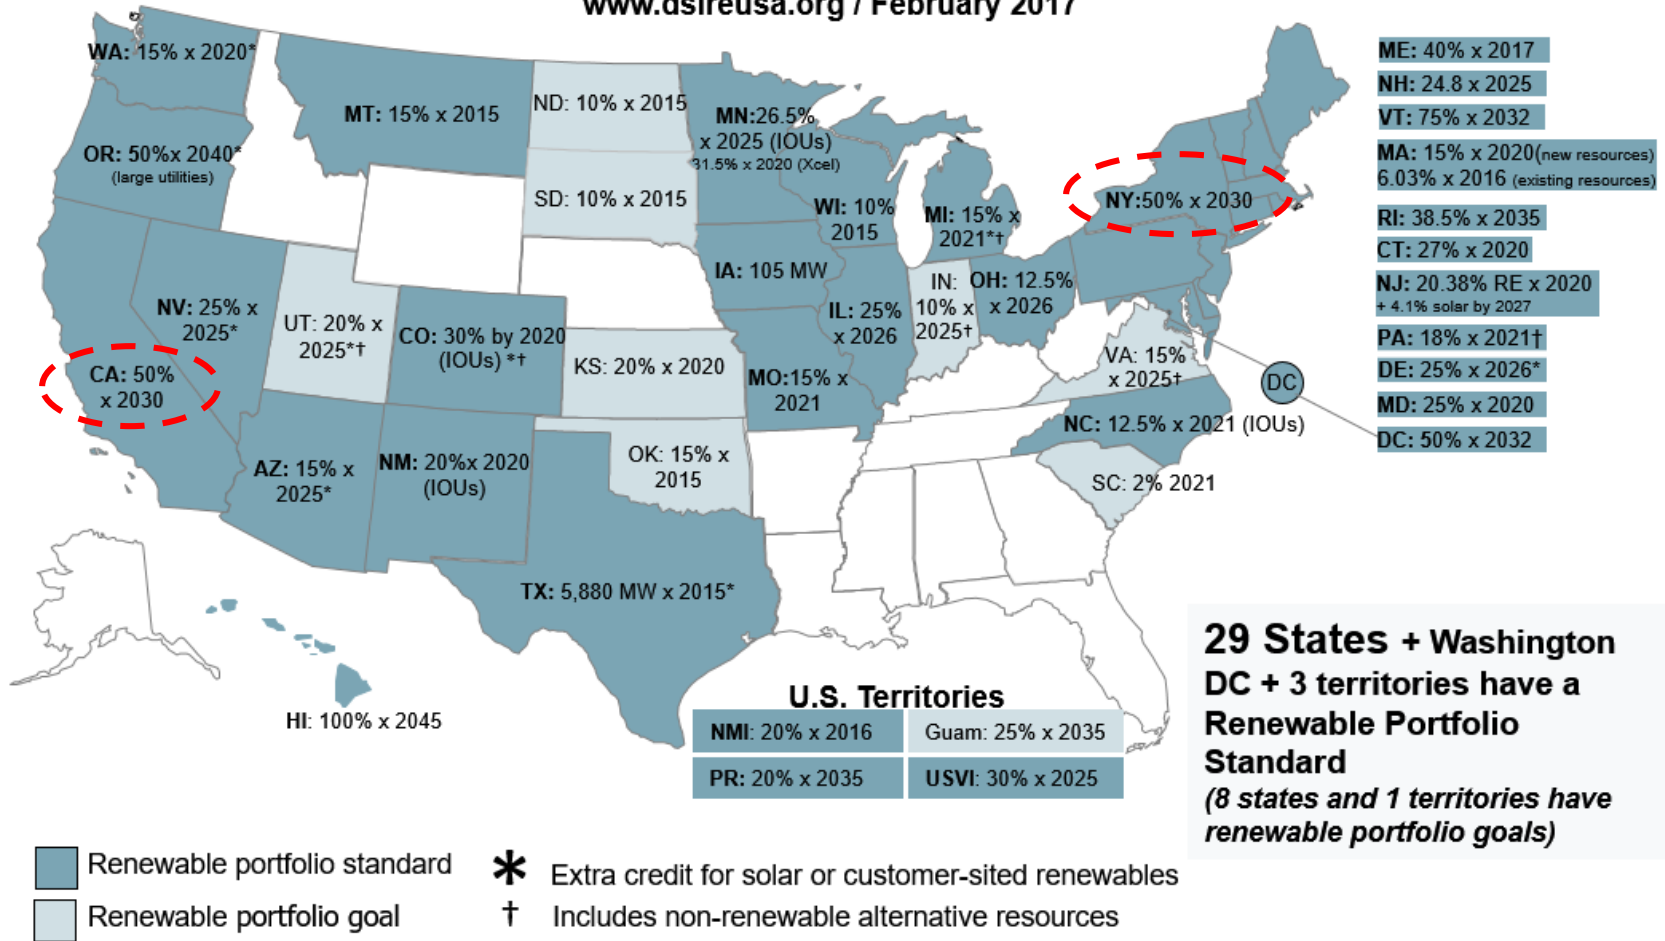 www.dsireusa.org / February 2017
WA: 15% x 2020*
MT: 15% x 2015
ND: 10% x 2015
MN:26.5%
x 2025 (IOUs)
31.5% x 2020 (Xcel)
OR: 50%x 2040*
(large utilities)
SD: 10% x 2015
WI: 10%
2015
MI: 15% x
2021*†
NY:50% x 2030
ME: 40% x 2017
NH: 24.8 x 2025
VT: 75% x 2032
MA: 15% x 2020(new resources)
6.03% x 2016 (existing resources)
RI: 38.5% x 2035
CT: 27% x 2020
NJ: 20.38% RE x 2020
+ 4.1% solar by 2027
PA: 18% x 2021†
DE: 25% x 2026*
MD: 25% x 2020
DC: 50% x 2032
DC
NV: 25% x
2025*
UT: 20% x
2025*†
CO: 30% by 2020
(IOUs) *†
IA: 105 MW
IL: 25%
x 2026
IN:
10% x
2025†
OH: 12.5%
x 2026
CA: 50%
x 2030
KS: 20% x 2020
MO:15% x
2021
VA: 15%
x 2025†
NC: 12.5% x 2021 (IOUs)
AZ: 15% x
2025*
NM: 20%x 2020
(IOUs)
OK: 15% x
2015
SC: 2% 2021
TX: 5,880 MW x 2015*
HI: 100% x 2045
U.S. Territories
NMI: 20% x 2016
Guam: 25% x 2035
PR: 20% x 2035
USVI: 30% x 2025
29 States + Washington
DC + 3 territories have a
Renewable Portfolio
Standard
(8 states and 1 territories have
renewable portfolio goals)
Renewable portfolio standard
* Extra credit for solar or customer-sited renewables
Renewable portfolio goal
† Includes non-renewable alternative resources